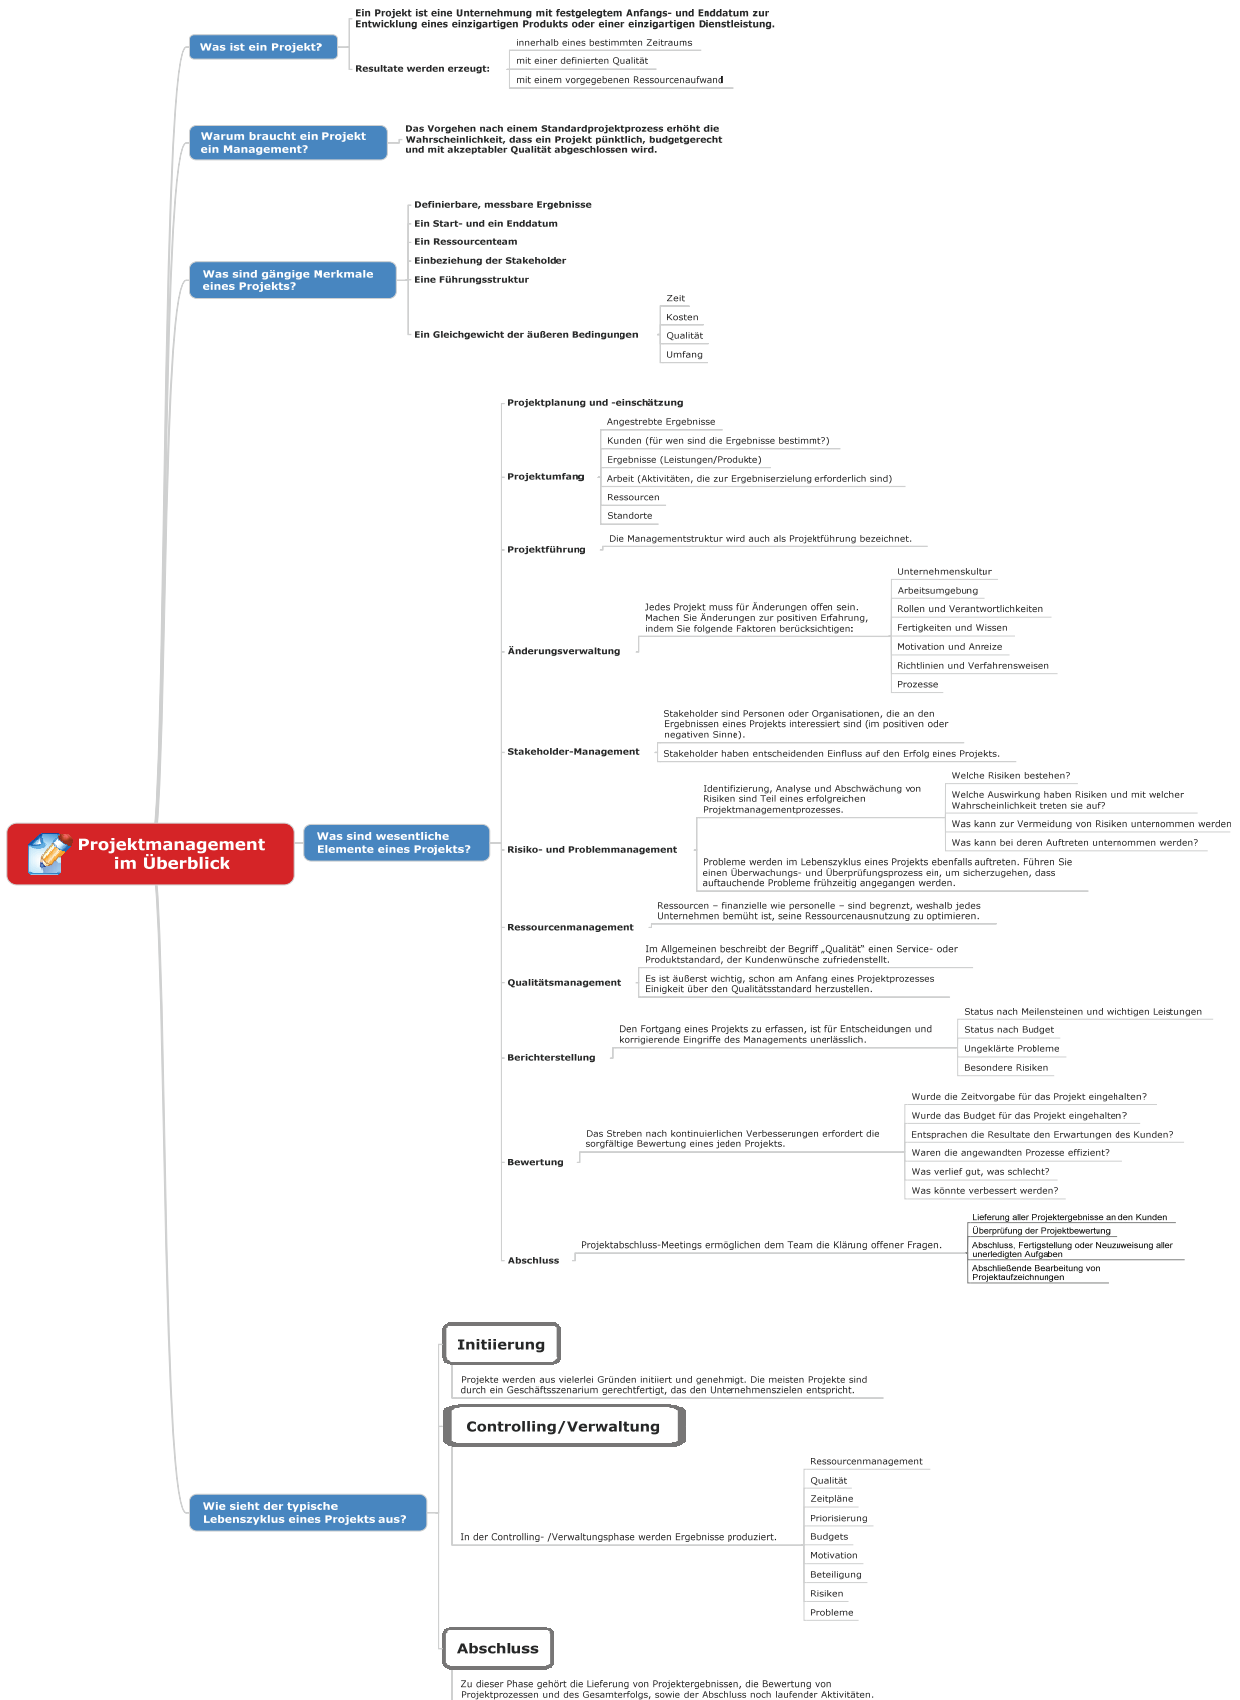 Ein Projekt ist eine Unternehmung mit festgelegtem Anfangs- und Enddatum zur
Entwicklung eines einzigartigen Produkts oder einer einzigartigen Dienstleistung.
Was ist ein Projekt?
Resultate werden erzeugt:
innerhalb eines bestimmten Zeitraums
mit einer definierten Qualität
mit einem vorgegebenen Ressourcenaufwand
Warum braucht ein Projekt
ein Management?
Das Vorgehen nach einem Standardprojektprozess erhöht die
Wahrscheinlichkeit, dass ein Projekt pünktlich, budgetgerecht
und mit akzeptabler Qualität abgeschlossen wird.
Was sind gängige Merkmale
eines Projekts?
Definierbare, messbare Ergebnisse
Ein Start- und ein Enddatum
Ein Ressourcenteam
Einbeziehung der Stakeholder
Eine Führungsstruktur
Ein Gleichgewicht der äußeren Bedingungen
Zeit
Kosten
Qualität
Umfang
Projektmanagement
im Überblick
Was sind wesentliche
Elemente eines Projekts?
Projektplanung und -einschätzung
Projektumfang
Angestrebte Ergebnisse
Kunden (für wen sind die Ergebnisse bestimmt?)
Ergebnisse (Leistungen/Produkte)
Arbeit (Aktivitäten, die zur Ergebniserzielung erforderlich sind)
Ressourcen
Standorte
Projektführung
Die Managementstruktur wird auch als Projektführung bezeichnet.
Änderungsverwaltung
Jedes Projekt muss für Änderungen offen sein.
Machen Sie Änderungen zur positiven Erfahrung,
indem Sie folgende Faktoren berücksichtigen:
Unternehmenskultur
Arbeitsumgebung
Rollen und Verantwortlichkeiten
Fertigkeiten und Wissen
Motivation und Anreize
Richtlinien und Verfahrensweisen
Prozesse
Stakeholder-Management
Stakeholder sind Personen oder Organisationen, die an den
Ergebnissen eines Projekts interessiert sind (im positiven oder
negativen Sinne).
Stakeholder haben entscheidenden Einfluss auf den Erfolg eines Projekts.
Risiko- und Problemmanagement
Identifizierung, Analyse und Abschwächung von
Risiken sind Teil eines erfolgreichen
Projektmanagementprozesses.
Welche Risiken bestehen?
Welche Auswirkung haben Risiken und mit welcher
Wahrscheinlichkeit treten sie auf?
Was kann zur Vermeidung von Risiken unternommen werden
Was kann bei deren Auftreten unternommen werden?
Probleme werden im Lebenszyklus eines Projekts ebenfalls auftreten. Führen Sie
einen Überwachungs- und Überprüfungsprozess ein, um sicherzugehen, dass
auftauchende Probleme frühzeitig angegangen werden.
Ressourcenmanagement
Ressourcen – finanzielle wie personelle – sind begrenzt, weshalb jedes
Unternehmen bemüht ist, seine Ressourcenausnutzung zu optimieren.
Qualitätsmanagement
Im Allgemeinen beschreibt der Begriff „Qualität“ einen Service- oder
Produktstandard, der Kundenwünsche zufriedenstellt.
Es ist äußerst wichtig, schon am Anfang eines Projektprozesses
Einigkeit über den Qualitätsstandard herzustellen.
Berichterstellung
Den Fortgang eines Projekts zu erfassen, ist für Entscheidungen und
korrigierende Eingriffe des Managements unerlässlich.
Status nach Meilensteinen und wichtigen Leistungen
Status nach Budget
Ungeklärte Probleme
Besondere Risiken
Bewertung
Das Streben nach kontinuierlichen Verbesserungen erfordert die
sorgfältige Bewertung eines jeden Projekts.
Wurde die Zeitvorgabe für das Projekt eingehalten?
Wurde das Budget für das Projekt eingehalten?
Entsprachen die Resultate den Erwartungen des Kunden?
Waren die angewandten Prozesse effizient?
Was verlief gut, was schlecht?
Was könnte verbessert werden?
Abschluss
Projektabschluss-Meetings ermöglichen dem Team die Klärung offener Fragen.
Lieferung aller Projektergebnisse an den Kunden
Überprüfung der Projektbewertung
Abschluss, Fertigstellung oder Neuzuweisung aller
unerledigten Aufgaben
Abschließende Bearbeitung von
Projektaufzeichnungen
Wie sieht der typische
Lebenszyklus eines Projekts aus?
Initiierung
Projekte werden aus vielerlei Gründen initiiert und genehmigt. Die meisten Projekte sind
durch ein Geschäftsszenarium gerechtfertigt, das den Unternehmenszielen entspricht.
Controlling/Verwaltung
In der Controlling- /Verwaltungsphase werden Ergebnisse produziert.
Ressourcenmanagement
Qualität
Zeitpläne
Priorisierung
Budgets
Motivation
Beteiligung
Risiken
Probleme
Abschluss
Zu dieser Phase gehört die Lieferung von Projektergebnissen, die Bewertung von
Projektprozessen und des Gesamterfolgs, sowie der Abschluss noch laufender Aktivitäten.